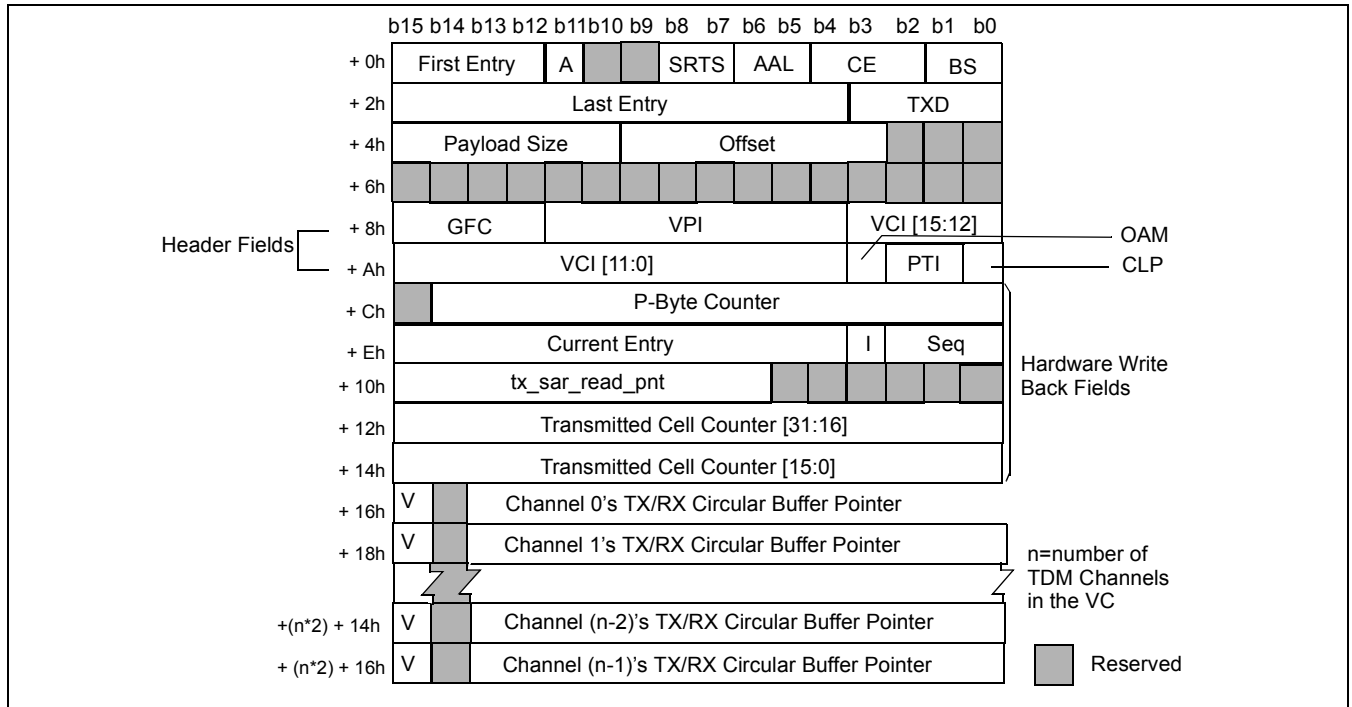 b15 b14 b13 b12 b11b10 b9 b8 b7 b6 b5 b4 b3 b2 b1 b0
+ 0h First Entry A SRTS AAL CE BS
+ 2h Last Entry TXD
+ 4h Payload Size Offset
+ 6h
+ 8h GFC VPI VCI [15:12]
Header Fields
OAM
+ Ah VCI [11:0] PTI CLP
+ Ch P-Byte Counter
+ Eh Current Entry I Seq
Hardware Write
Back Fields
+ 10h tx_sar_read_pnt
+ 12h Transmitted Cell Counter [31:16]
+ 14h Transmitted Cell Counter [15:0]
+ 16h V Channel 0's TX/RX Circular Buffer Pointer
+ 18h V Channel 1's TX/RX Circular Buffer Pointer
n=number of
TDM Channels
in the VC
+(n*2) + 14h V Channel (n-2)'s TX/RX Circular Buffer Pointer
+ (n*2) + 16h V Channel (n-1)'s TX/RX Circular Buffer Pointer
Reserved